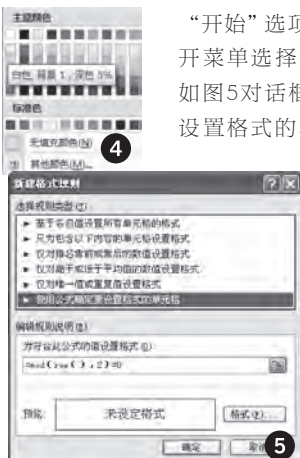 主题颜色
白色, 背景 1, 深色 5%
标准色
无填充颜色(N)
其他颜色(M)...
4
“开始”选项
开菜单选择
如图5对话框
设置格式的
新建格式规则
选择规则类型(S):
► 基于各自值设置所有单元格的格式
► 只为包含以下内容的单元格设置格式
► 仅对排名靠前或靠后的数值设置格式
► 仅对高于或低于平均值的数值设置格式
► 仅对唯一值或重复值设置格式
► 使用公式确定要设置格式的单元格
编辑规则说明(E):
为符合此公式的值设置格式(O):
=mod(row(),2)=0
预览:
未设定格式
格式(F)...
确定
取消
5